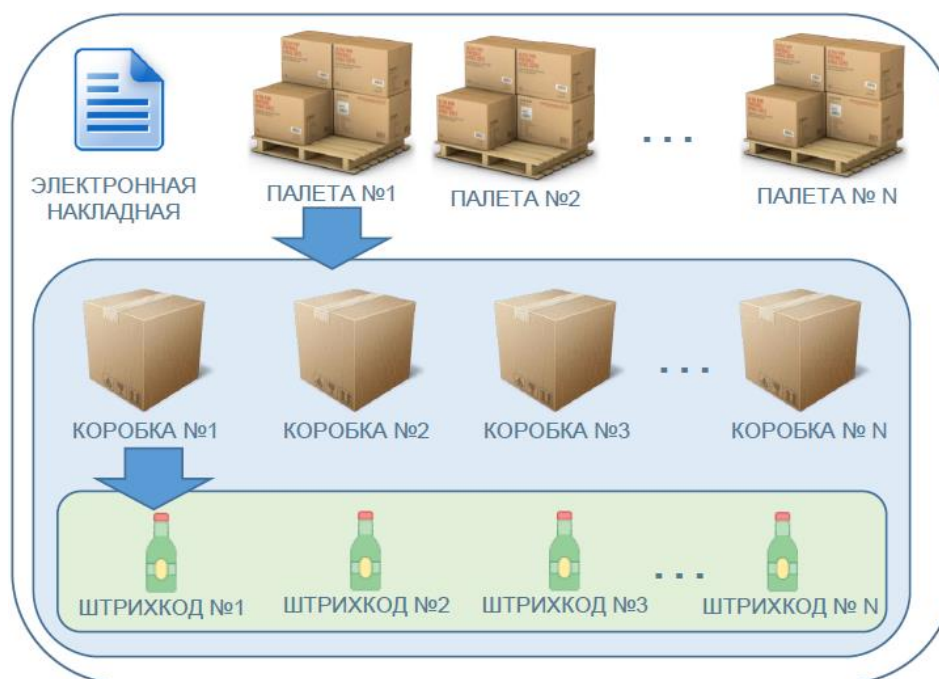 ЭЛЕКТРОННАЯ
НАКЛАДНАЯ
ПАЛЕТА №1
ПАЛЕТА №2
...
ПАЛЕТА № N
КОРОБКА №1
КОРОБКА №2
КОРОБКА №3
...
КОРОБКА № N
ШТРИХКОД №1
ШТРИХКОД №2
ШТРИХКОД №3
...
ШТРИХКОД № N